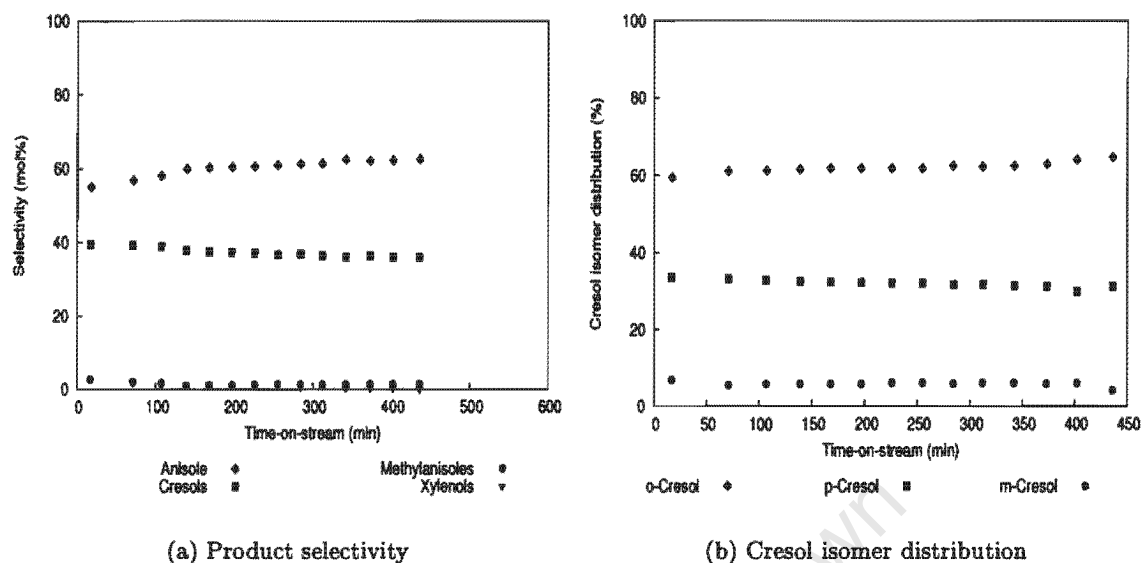 100
80
60
40
20
0
Selectivity (mol%)
0 100 200 300 400 500 600
Time-on-stream (min)
Anisole Methylanisoles
Cresols Xylenols
(a) Product selectivity
100
80
60
40
20
0
Cresol isomer distribution (%)
0 50 100 150 200 250 300 350 400 450
Time-on-stream (min)
o-Cresol p-Cresol m-Cresol
(b) Cresol isomer distribution
wn